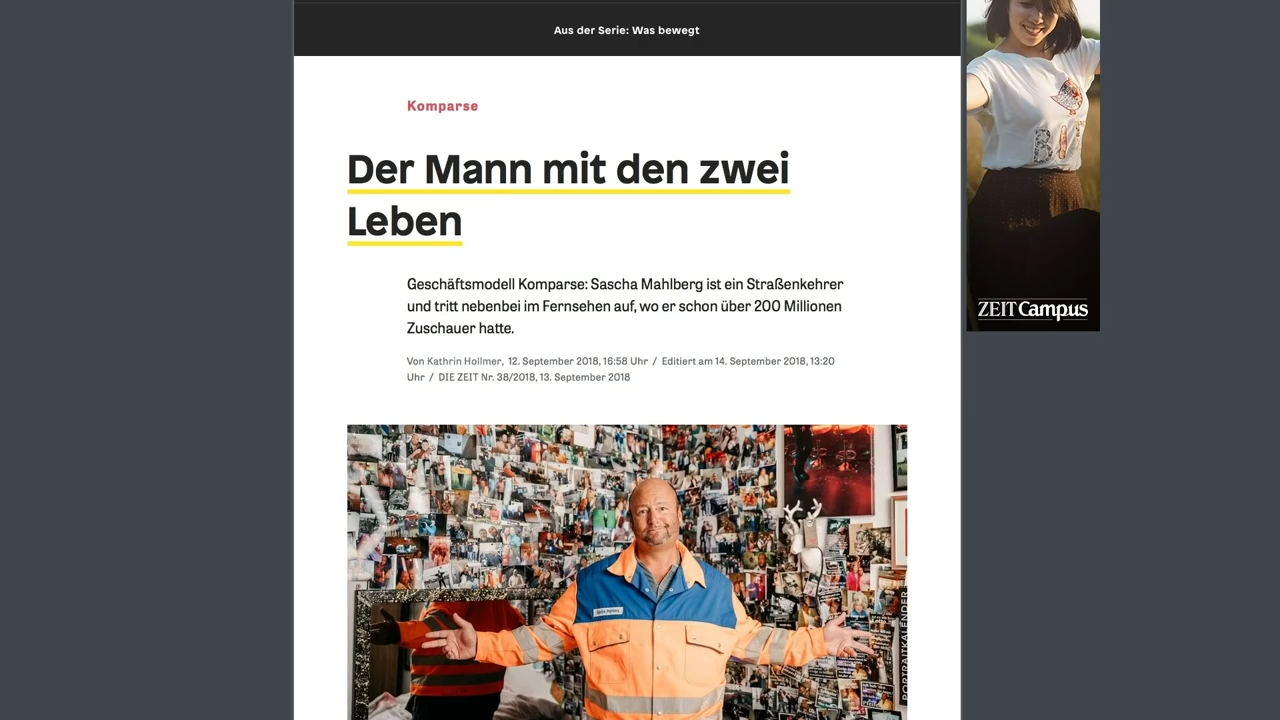 Aus der Serie: Was bewegt
Komparse
Der Mann mit den zwei
Leben
Geschäftsmodell Komparse: Sascha Mahlberg ist ein Straßenkehrer
und tritt nebenbei im Fernsehen auf, wo er schon über 200 Millionen
Zuschauer hatte.
Von Kathrin Hollmer, 12. September 2018, 16:58 Uhr / Editiert am 14. September 2018, 13:20
Uhr / DIE ZEIT Nr. 38/2018, 13. September 2018
ZEIT Campus
PORTRAITKALENDER